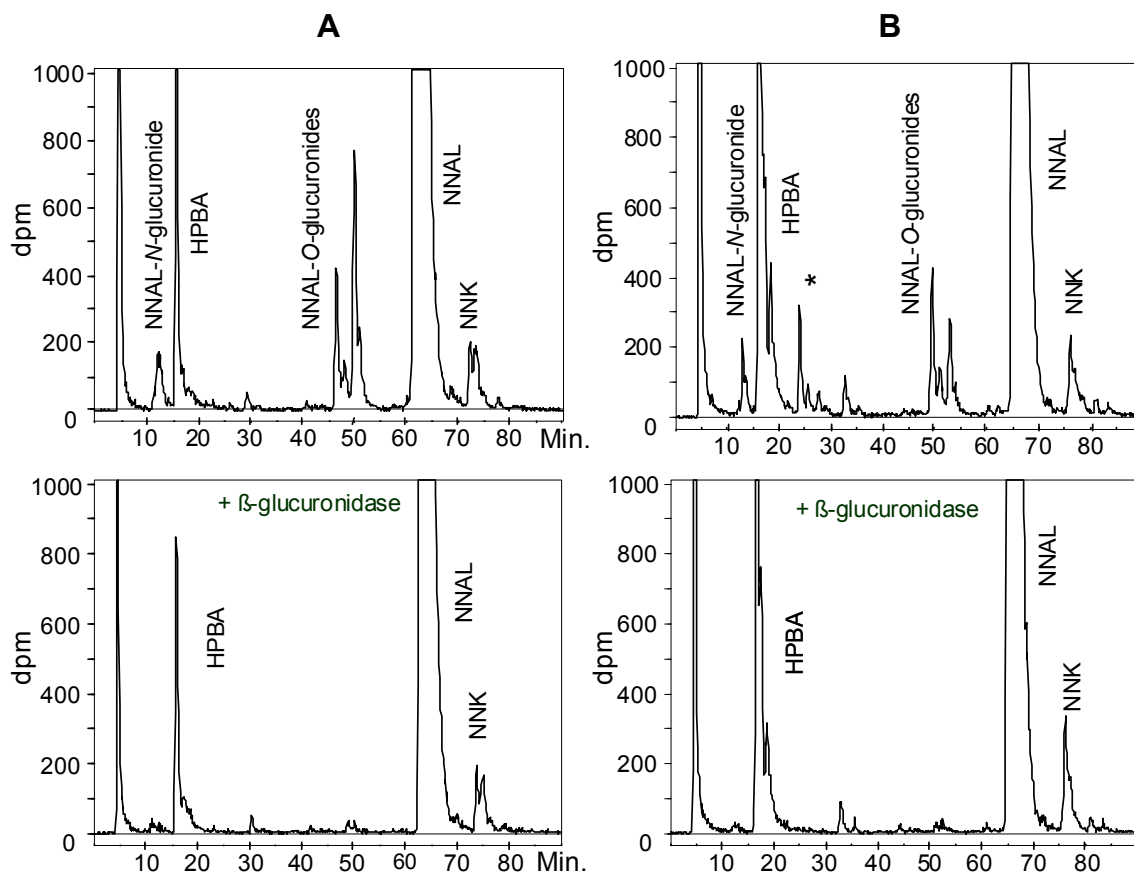 A
B
1000
800
600
400
200
0
dpm
NNAL-N-glucuronide
HPBA
NNAL-O-glucuronides
NNAL
NNK
10 20 30 40 50 60 70 80 Min.
1000
800
600
400
200
0
dpm
NNAL-N-glucuronide
HPBA
*
NNAL-O-glucuronides
NNAL
NNK
10 20 30 40 50 60 70 80
1000
800
600
400
200
0
dpm
+ ß-glucuronidase
HPBA
NNAL
NNK
10 20 30 40 50 60 70 80 Min.
1000
800
600
400
200
0
dpm
+ ß-glucuronidase
HPBA
NNAL
NNK
10 20 30 40 50 60 70 80